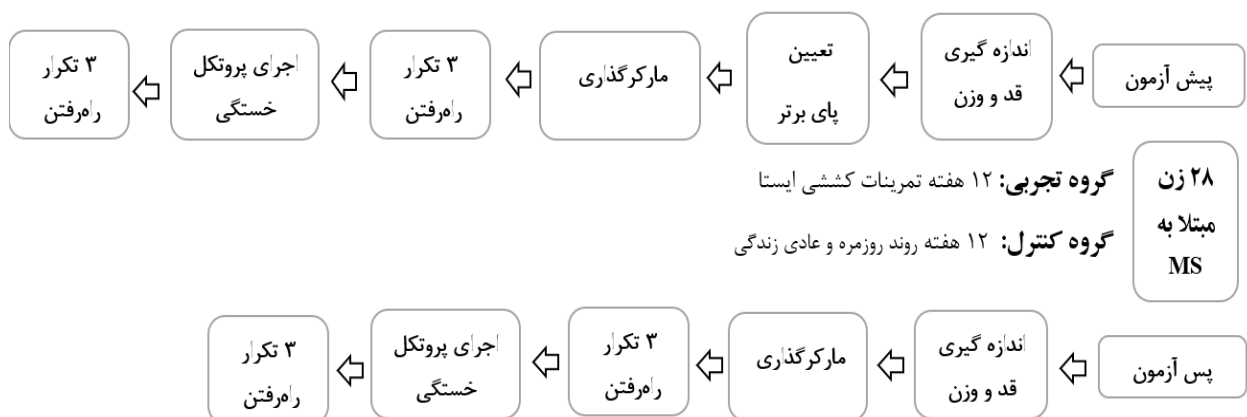 پیش آزمون
اندازه گیری
قد و وزن
تعیین
پای برتر
مارکرگذاری
۳ تکرار
راه‌رفتن
اجرای پروتکل
خستگی
۳ تکرار
راه‌رفتن
۲۸ زن
مبتلا به
MS
گروه تجربی: ۱۲ هفته تمرینات کششی ایستا
گروه کنترل: ۱۲ هفته روند روزمره و عادی زندگی
پس آزمون
اندازه گیری
قد و وزن
مارکرگذاری
۳ تکرار
راه‌رفتن
اجرای پروتکل
خستگی
۳ تکرار
راه‌رفتن